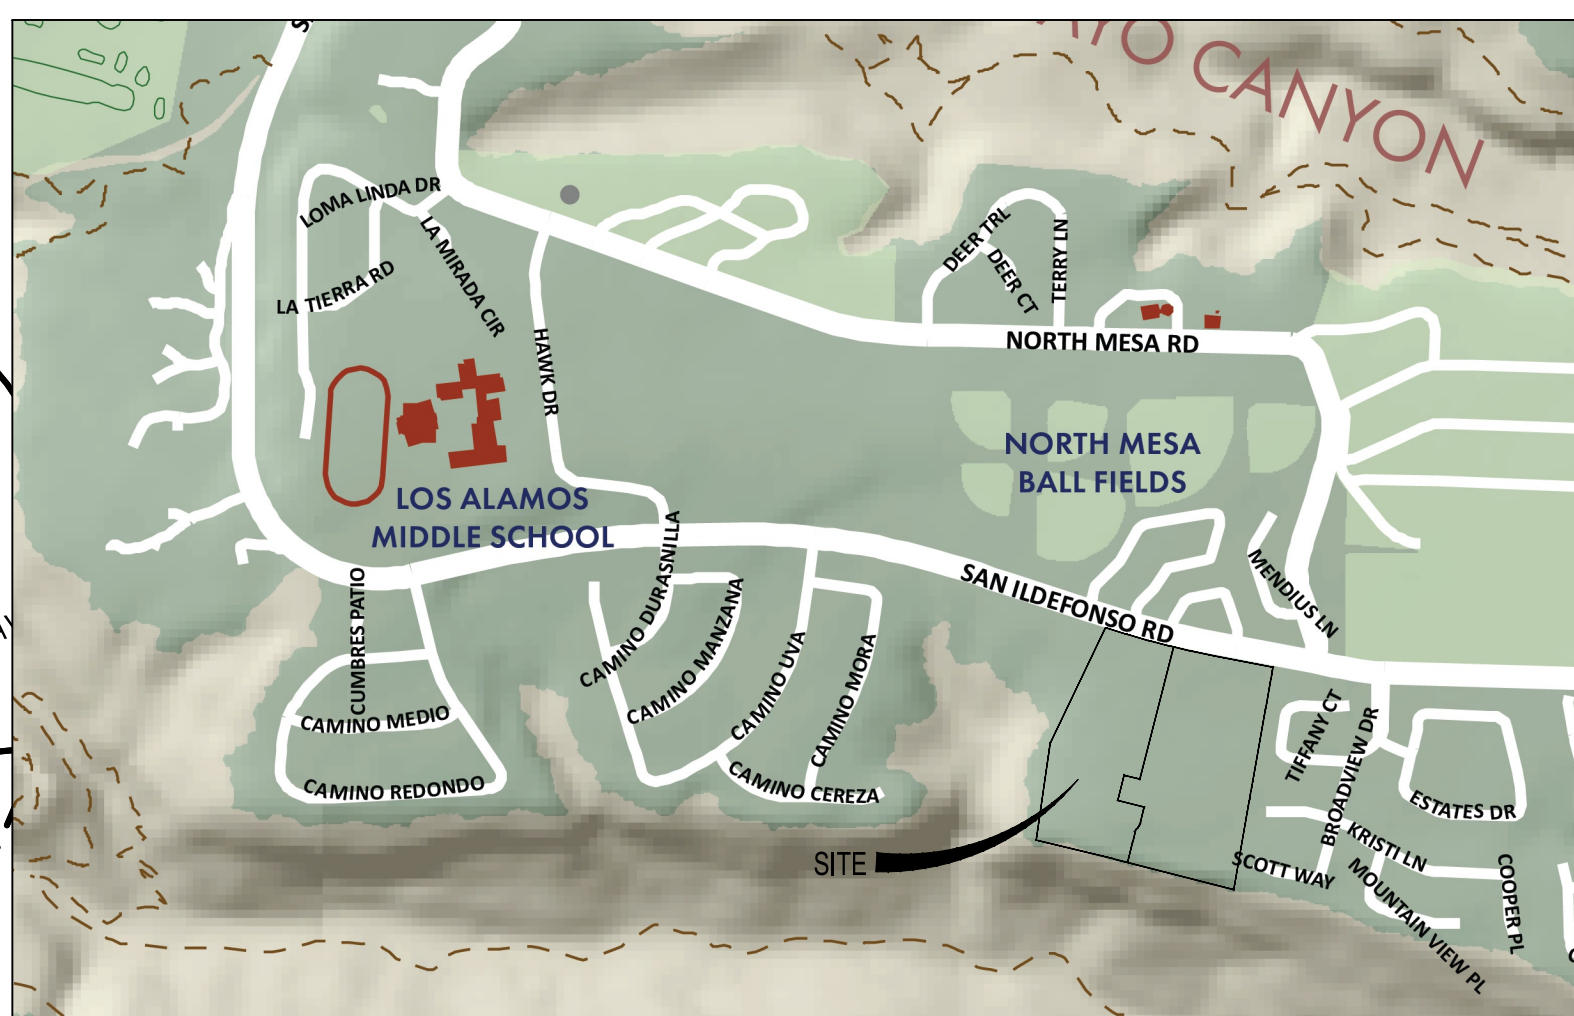 AYO CANYON
LOMA LINDA DR
LA MIRADA CIR
LA TIERRA RD
HAWK DR
DEER TRL
DEER CT
TERRY LN
NORTH MESA RD
NORTH MESA
BALL FIELDS
LOS ALAMOS
MIDDLE SCHOOL
SAN ILDEFONSO RD
MENDIUS LN
CUMBRES PATIO
CAMINO DURASNILLA
CAMINO MANZANA
CAMINO UVA
CAMINO MORA
CAMINO MEDIO
CAMINO REDONDO
CAMINO CEREZA
SITE
TIFFANY CT
BROADVIEW DR
ESTATES DR
KRISTI LN
SCOTT WAY
MOUNTAIN VIEW PL
COOPER PL